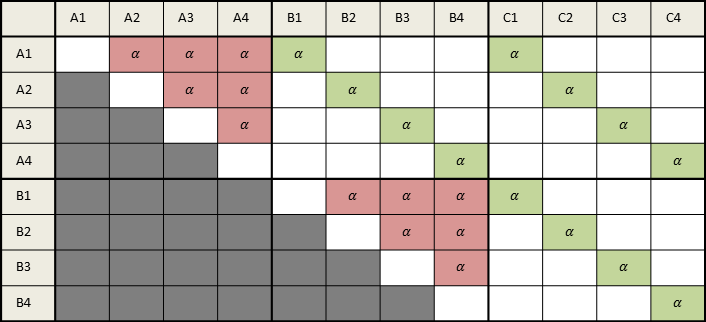 A1 A2 A3 A4 B1 B2 B3 B4 C1 C2 C3 C4
A1 α α α α α
A2 α α α α
A3 α α α
A4 α α
B1 α α α α
B2 α α α
B3 α α
B4 α